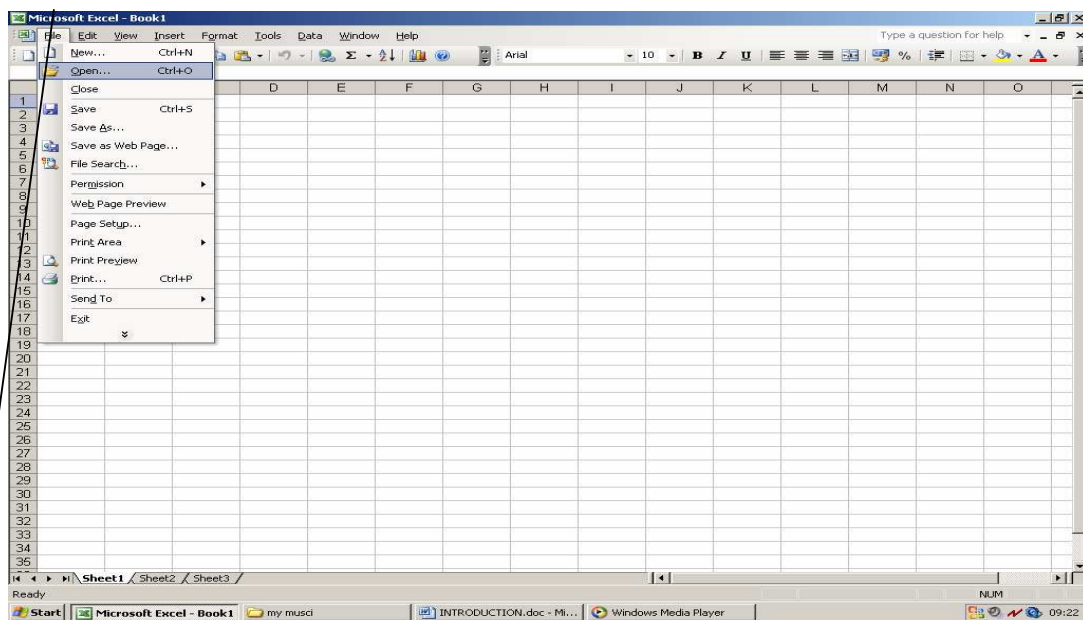 Microsoft Excel - Book1
File Edit View Insert Format Tools Data Window Help Type a question for help
Arial 10 B I U % A
New... Ctrl+N
Open... Ctrl+O
Close
Save Ctrl+S
Save As...
Save as Web Page...
File Search...
Permission
Web Page Preview
Page Setup...
Print Area
Print Preview
Print... Ctrl+P
Send To
Exit
D E F G H I J K L M N O
1
2
3
4
5
6
7
8
9
10
11
12
13
14
15
16
17
18
19
20
21
22
23
24
25
26
27
28
29
30
31
32
33
34
35
Sheet1 Sheet2 Sheet3
Ready NUM
Start Microsoft Excel - Book1 my musci INTRODUCTION.doc - Mi... Windows Media Player 09:22